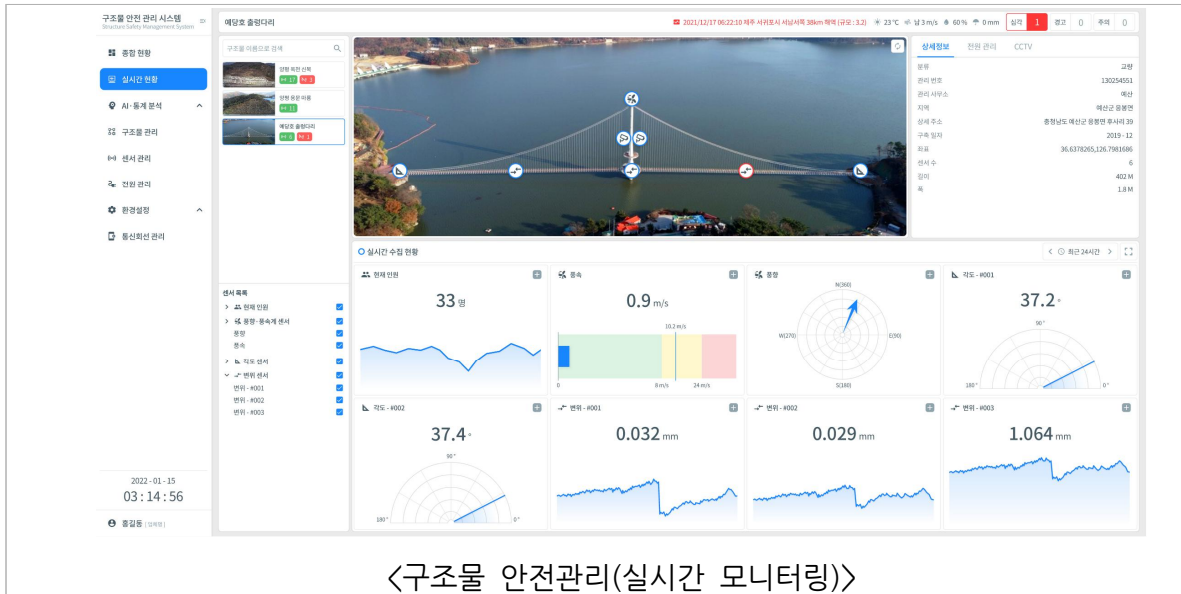 구조물 안전 관리 시스템
Structure Safety Management System
종합 현황
실시간 현황
AI·통계 분석
구조물 관리
센서 관리
전원 관리
환경설정
통신회선 관리
2022 - 01 - 15
03 : 14 : 56
홍길동
예당호 출렁다리
2021/12/17 06:22:10 제주 서귀포시 서남서쪽 38km 해역 (규모 : 3.2)
23 ℃
3 m/s
60 %
0 mm
심각 1
경고 0
주의 0
구조물 이름으로 검색
17 3
11
예당호 출렁다리
6 1
센서 목록
현재 인원
풍향·풍속계 센서
풍향
풍속
각도 센서
변위 센서
변위 - #001
변위 - #002
변위 - #003
상세정보 전원 관리 CCTV
분류 교량
관리 번호 130254551
관리 사무소 예산
지역 예산군 응봉면
상세 주소 충청남도 예산군 응봉면 후사리 39
구축 일자 2019 - 12
좌표 36.6378265,126.7981686
센서 수 6
길이 402 M
폭 1.8 M
실시간 수집 현황
최근 24시간
현재 인원
33 명
풍속
0.9 m/s
10.2 m/s
0 8 m/s 24 m/s
풍향
N(360)
W(270) E(90)
S(180)
각도 - #001
37.2 °
90 °
180 ° 0 °
각도 - #002
37.4 °
90 °
180 ° 0 °
변위 - #001
0.032 mm
변위 - #002
0.029 mm
변위 - #003
1.064 mm
<구조물 안전관리(실시간 모니터링)>